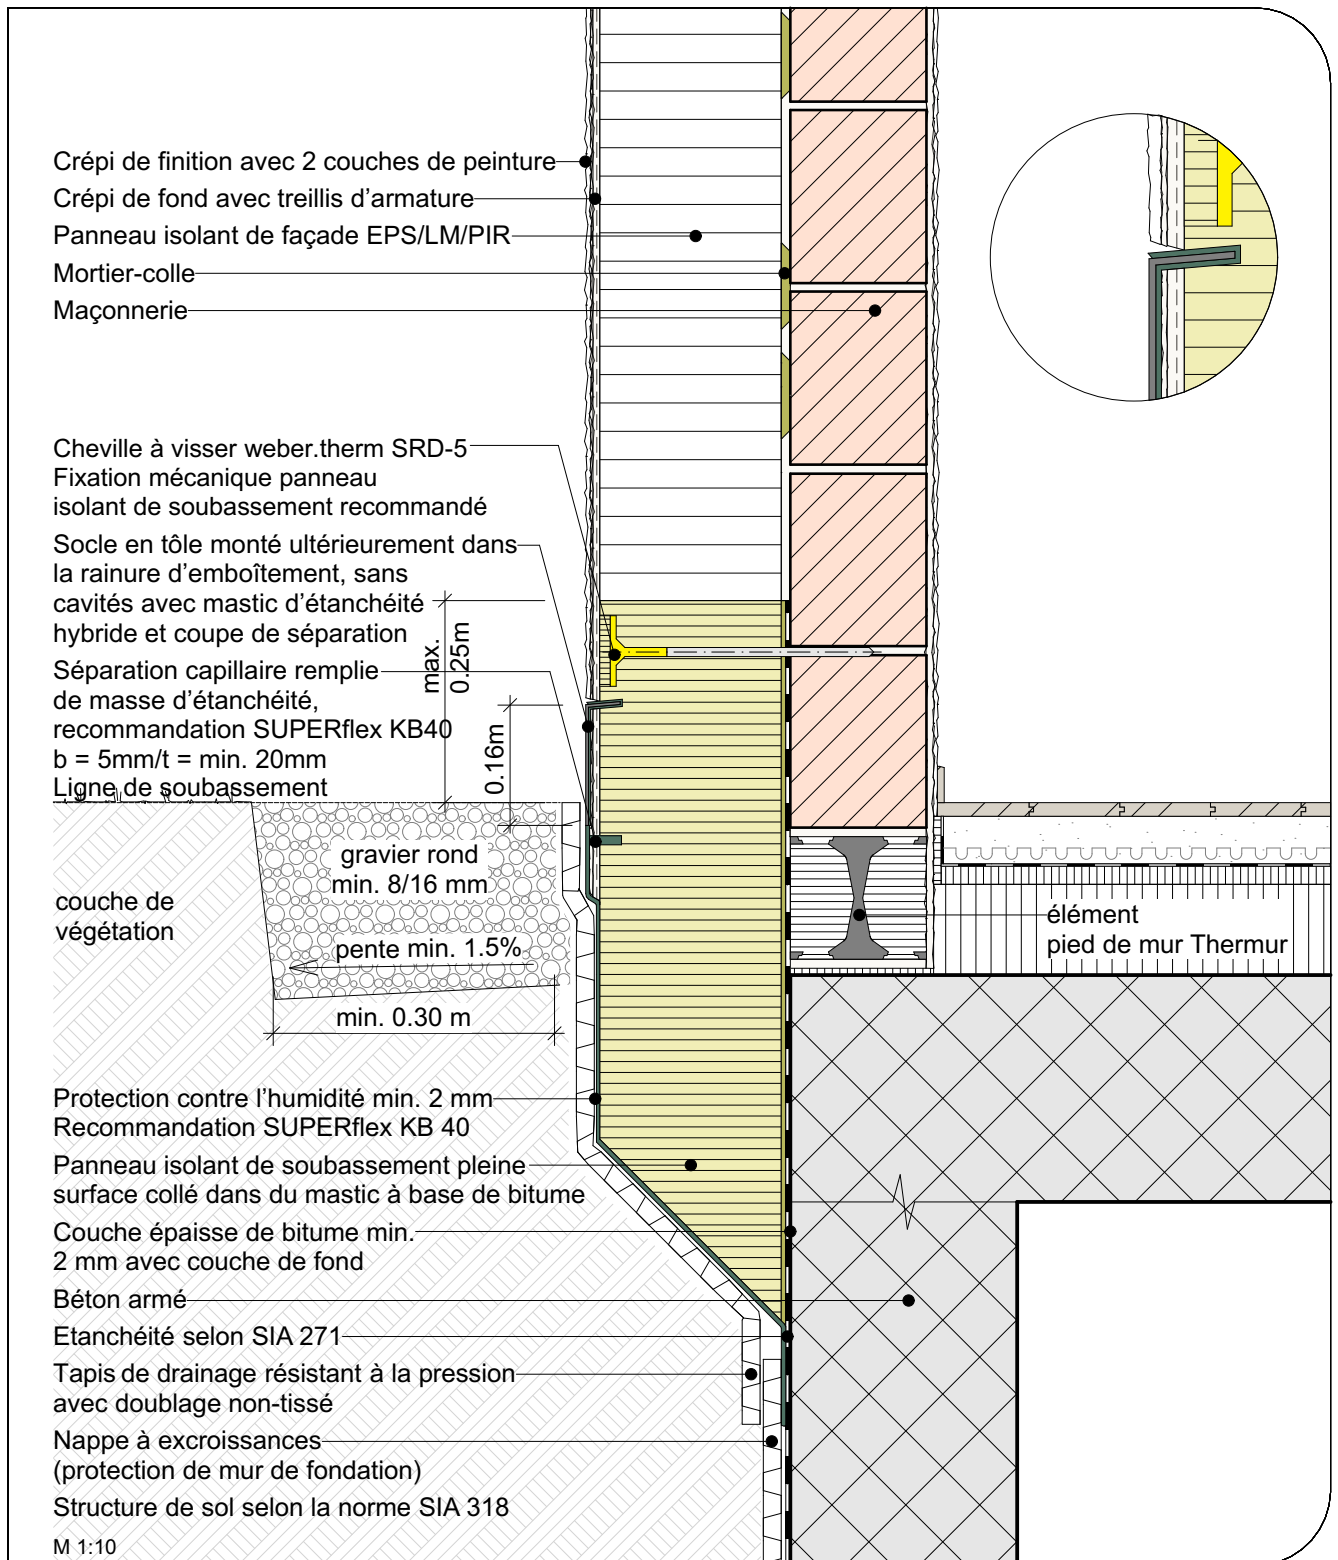 Crépi de finition avec 2 couches de peinture
Crépi de fond avec treillis d'armature
Panneau isolant de façade EPS/LM/PIR
Mortier-colle
Maçonnerie
Cheville à visser weber.therm SRD-5
Fixation mécanique panneau
isolant de soubassement recommandé
Socle en tôle monté ultérieurement dans
la rainure d'emboîtement, sans
cavités avec mastic d'étanchéité
hybride et coupe de séparation
Séparation capillaire remplie
de masse d'étanchéité,
recommandation SUPERflex KB40
b = 5mm/t = min. 20mm
Ligne de soubassement
max.
0.25m
0.16m
gravier rond
min. 8/16 mm
couche de
végétation
pente min. 1.5%
min. 0.30 m
élément
pied de mur Thermur
Protection contre l'humidité min. 2 mm
Recommandation SUPERflex KB 40
Panneau isolant de soubassement pleine
surface collé dans du mastic à base de bitume
Couche épaisse de bitume min.
2 mm avec couche de fond
Béton armé
Etanchéité selon SIA 271
Tapis de drainage résistant à la pression
avec doublage non-tissé
Nappe à excroissances
(protection de mur de fondation)
Structure de sol selon la norme SIA 318
M 1:10